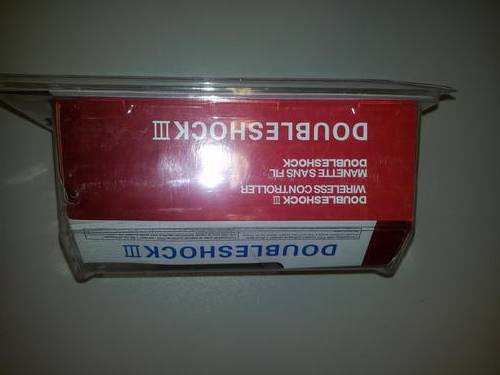 DOUBLESHOCK III
DOUBLESHOCK III
WIRELESS CONTROLLER
MANETTE SANS FIL
DOUBLESHOCK
DOUBLESHOCK III